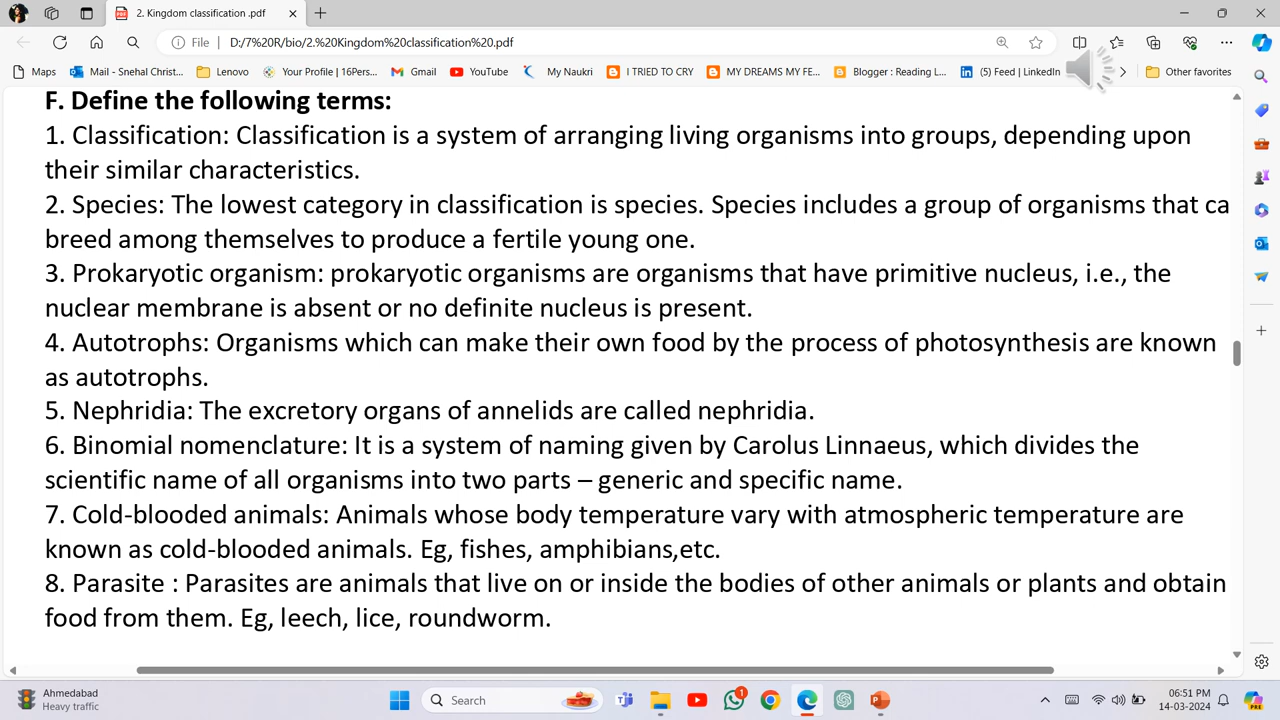 2. Kingdom classification .pdf
File D:/7%20R/bio/2.%20Kingdom%20classification%20.pdf
Maps Mail - Snehal Christ... Lenovo Your Profile | 16Pers... Gmail YouTube My Naukri I TRIED TO CRY MY DREAM MY FE... Blogger : Reading L... (5) Feed | LinkedIn Other favorites
F. Define the following terms:
1. Classification: Classification is a system of arranging living organisms into groups, depending upon
their similar characteristics.
2. Species: The lowest category in classification is species. Species includes a group of organisms that ca
breed among themselves to produce a fertile young one.
3. Prokaryotic organism: prokaryotic organisms are organisms that have primitive nucleus, i.e., the
nuclear membrane is absent or no definite nucleus is present.
4. Autotrophs: Organisms which can make their own food by the process of photosynthesis are known
as autotrophs.
5. Nephridia: The excretory organs of annelids are called nephridia.
6. Binomial nomenclature: It is a system of naming given by Carolus Linnaeus, which divides the
scientific name of all organisms into two parts – generic and specific name.
7. Cold-blooded animals: Animals whose body temperature vary with atmospheric temperature are
known as cold-blooded animals. Eg, fishes, amphibians,etc.
8. Parasite : Parasites are animals that live on or inside the bodies of other animals or plants and obtain
food from them. Eg, leech, lice, roundworm.
Ahmedabad
Heavy traffic
Search
1
06:51 PM
14-03-2024
PRE